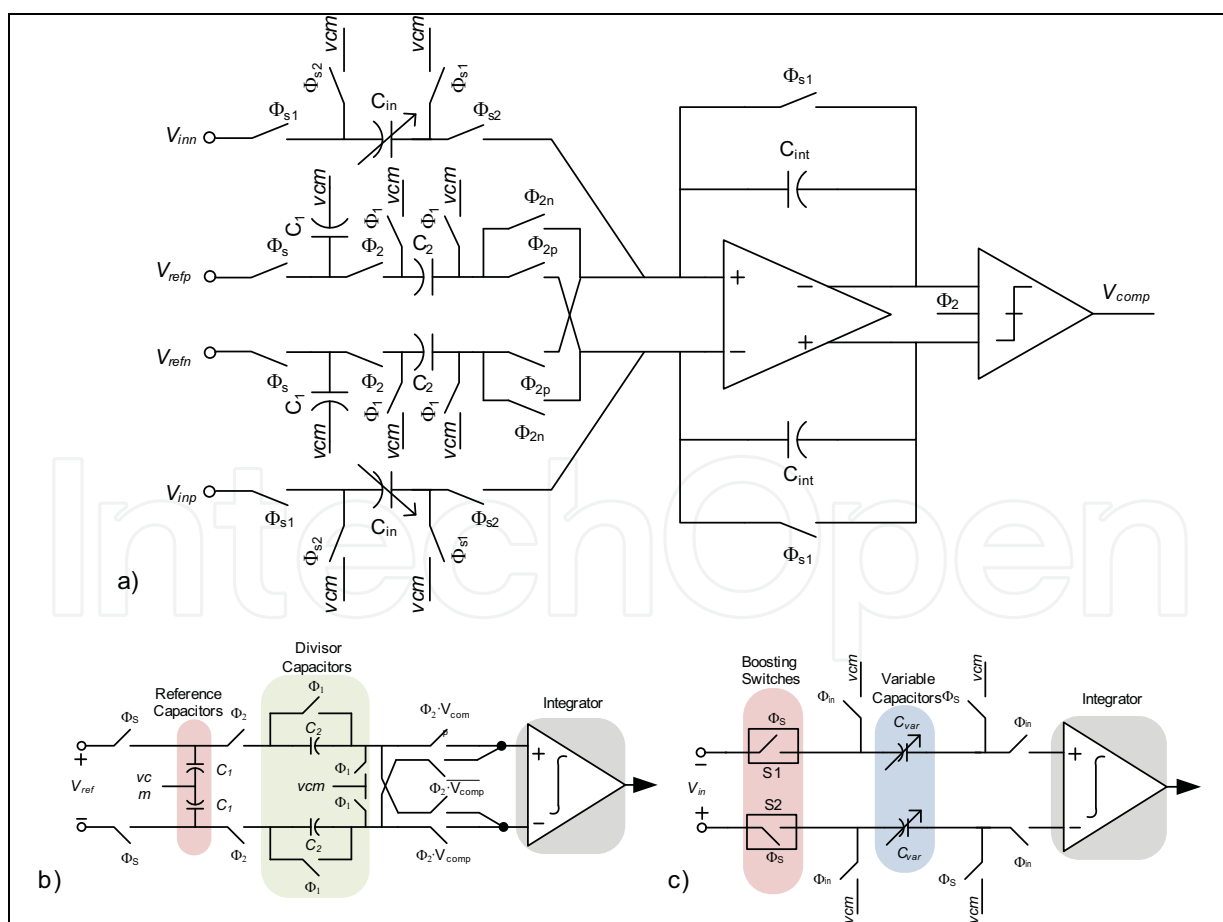 vcm
vcm
Φs2
Φs1
Φs1
Cin
Φs2
Vinn
Φs1
Cint
vcm
vcm
vcm
C1
Φ1
Φ1
Φ2n
Φs
Φ2
C2
Φ2p
Vrefp
+
−
Φ2
Vcomp
Vrefn
−
+
Φs
Φ2
C2
Φ2p
C1
Φ1
Φ1
Φ2n
vcm
vcm
vcm
Cint
Vinp
Φs1
Cin
Φs2
Φs2
Φs1
Φs1
vcm
vcm
a)
IntechOpen
Divisor
Capacitors
Reference
Capacitors
Integrator
ΦS
Φ2
Φ1
C2
Φ2·Vcom
p
+
Vref
−
C1
vc
m
C1
Φ1
vcm
Φ1
Φ2·Vcomp
+
−
C2
ΦS
Φ2
Φ1
Φ2·Vcomp
b)
Boosting
Switches
Variable
Capacitors
Integrator
vcm
vcm
Φin
ΦS
ΦS
Cvar
Φin
−
S1
Vin
+
S2
+
−
ΦS
Cvar
Φin
Φin
ΦS
vcm
vcm
c)